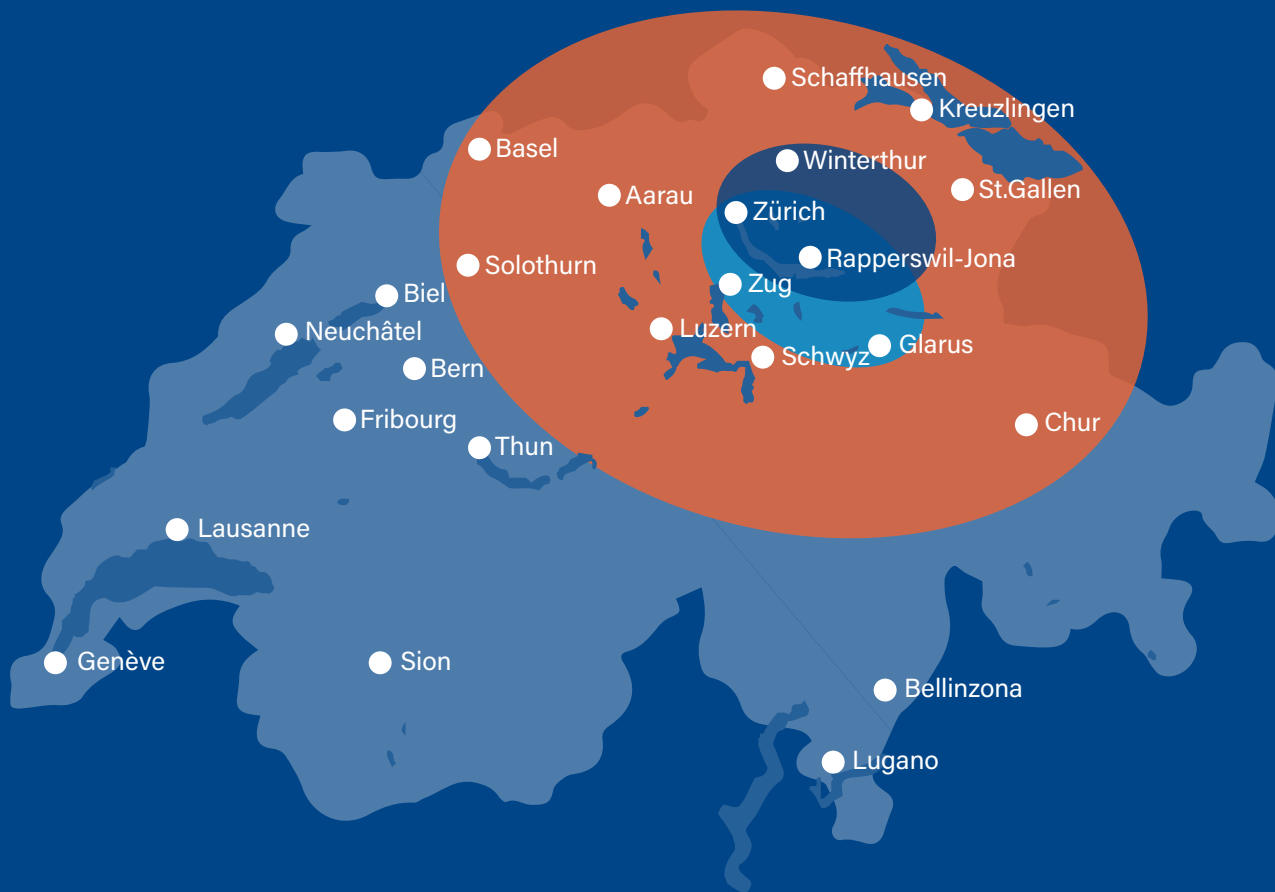 Schaffhausen
Kreuzlingen
Basel
Winterthur
Aarau
St.Gallen
Zürich
Rapperswil-Jona
Solothurn
Zug
Biel
Neuchâtel
Luzern
Glarus
Schwyz
Bern
Fribourg
Chur
Thun
Lausanne
Genève
Sion
Bellinzona
Lugano